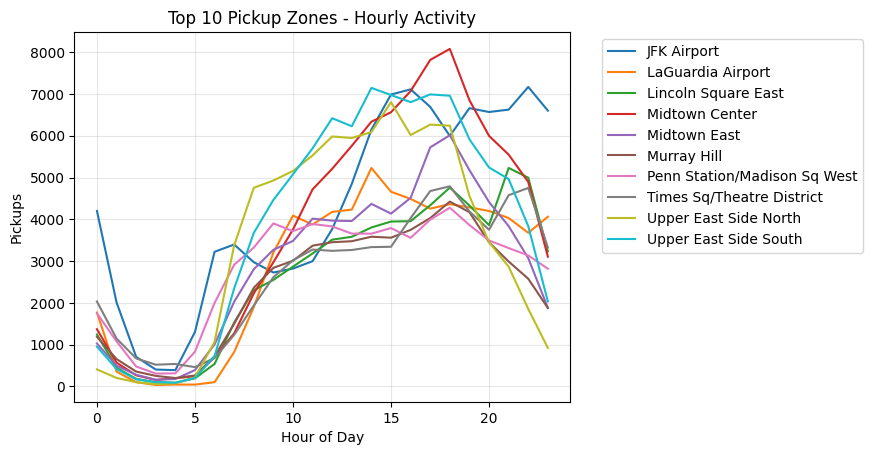 Top 10 Pickup Zones - Hourly Activity
Pickups
8000
7000
6000
5000
4000
3000
2000
1000
0
0
5
10
15
20
Hour of Day
JFK Airport
LaGuardia Airport
Lincoln Square East
Midtown Center
Midtown East
Murray Hill
Penn Station/Madison Sq West
Times Sq/Theatre District
Upper East Side North
Upper East Side South